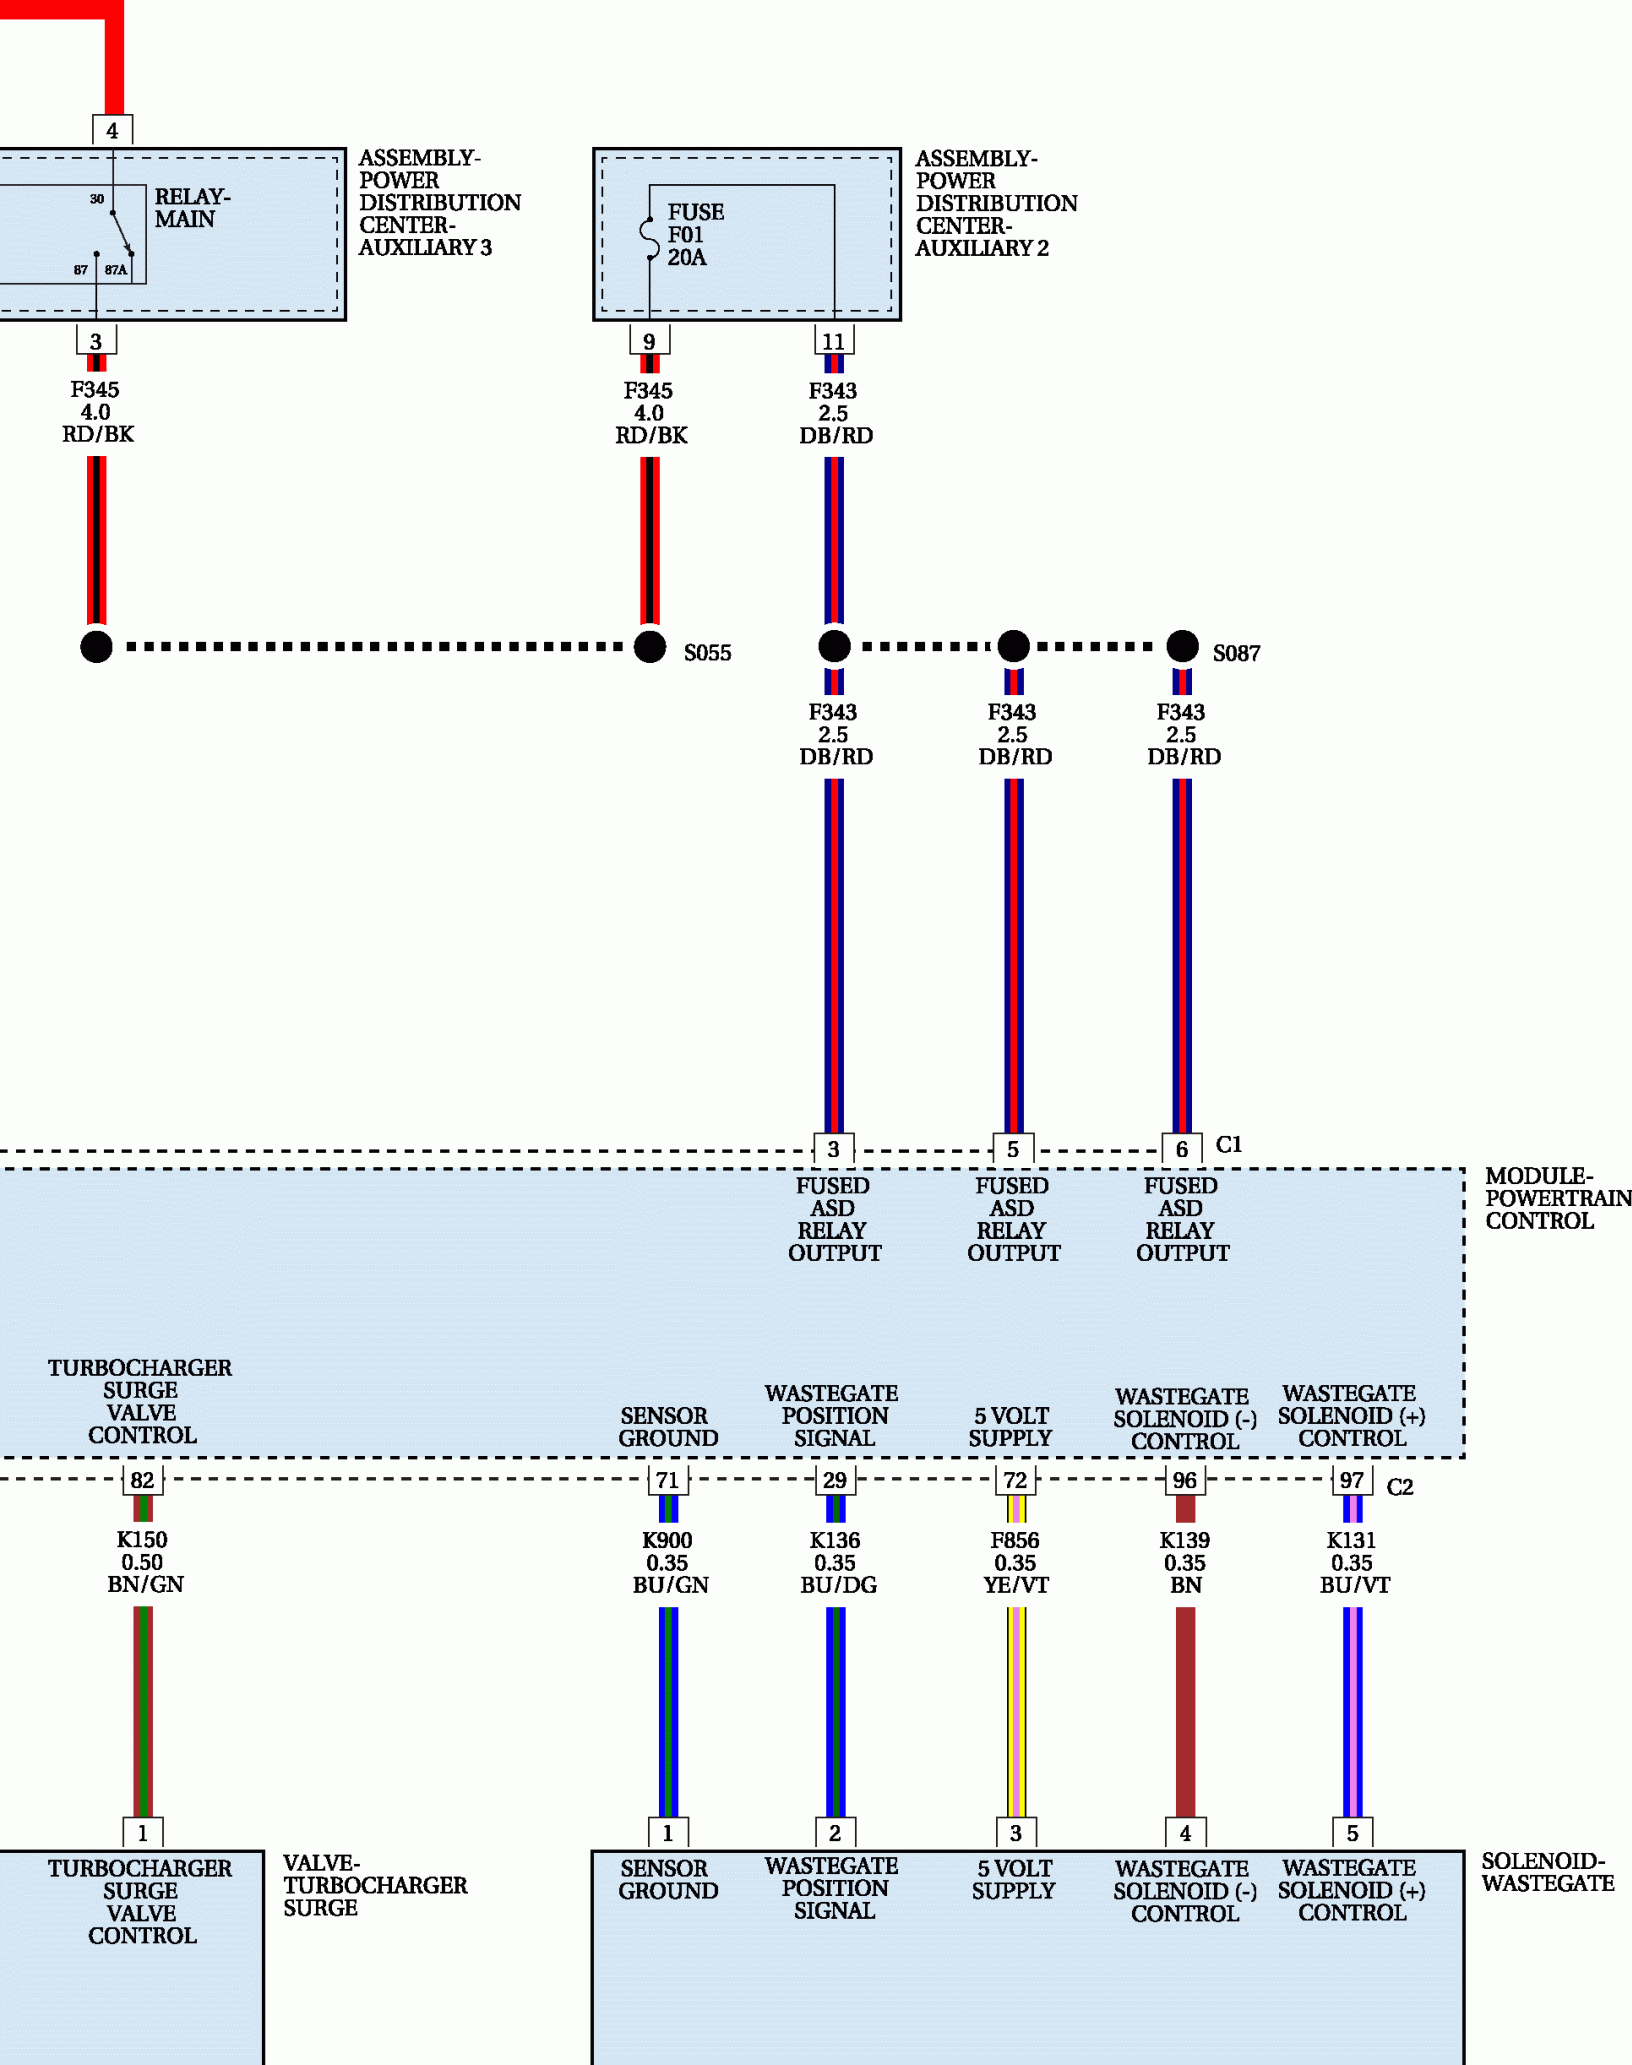 4
30
87
87A
RELAY-
MAIN
ASSEMBLY-
POWER
DISTRIBUTION
CENTER-
AUXILIARY 3
FUSE
F01
20A
ASSEMBLY-
POWER
DISTRIBUTION
CENTER-
AUXILIARY 2
3
9
11
F345
4.0
RD/BK
F345
4.0
RD/BK
F343
2.5
DB/RD
S055
S087
F343
2.5
DB/RD
F343
2.5
DB/RD
F343
2.5
DB/RD
3
5
6
C1
FUSED
ASD
RELAY
OUTPUT
FUSED
ASD
RELAY
OUTPUT
FUSED
ASD
RELAY
OUTPUT
MODULE-
POWERTRAIN
CONTROL
TURBOCHARGER
SURGE
VALVE
CONTROL
SENSOR
GROUND
WASTEGATE
POSITION
SIGNAL
5 VOLT
SUPPLY
WASTEGATE
SOLENOID (-)
CONTROL
WASTEGATE
SOLENOID (+)
CONTROL
82
71
29
72
96
97
C2
K150
0.50
BN/GN
K900
0.35
BU/GN
K136
0.35
BU/DG
F856
0.35
YE/VT
K139
0.35
BN
K131
0.35
BU/VT
1
1
2
3
4
5
TURBOCHARGER
SURGE
VALVE
CONTROL
VALVE-
TURBOCHARGER
SURGE
SENSOR
GROUND
WASTEGATE
POSITION
SIGNAL
5 VOLT
SUPPLY
WASTEGATE
SOLENOID (-)
CONTROL
WASTEGATE
SOLENOID (+)
CONTROL
SOLENOID-
WASTEGATE